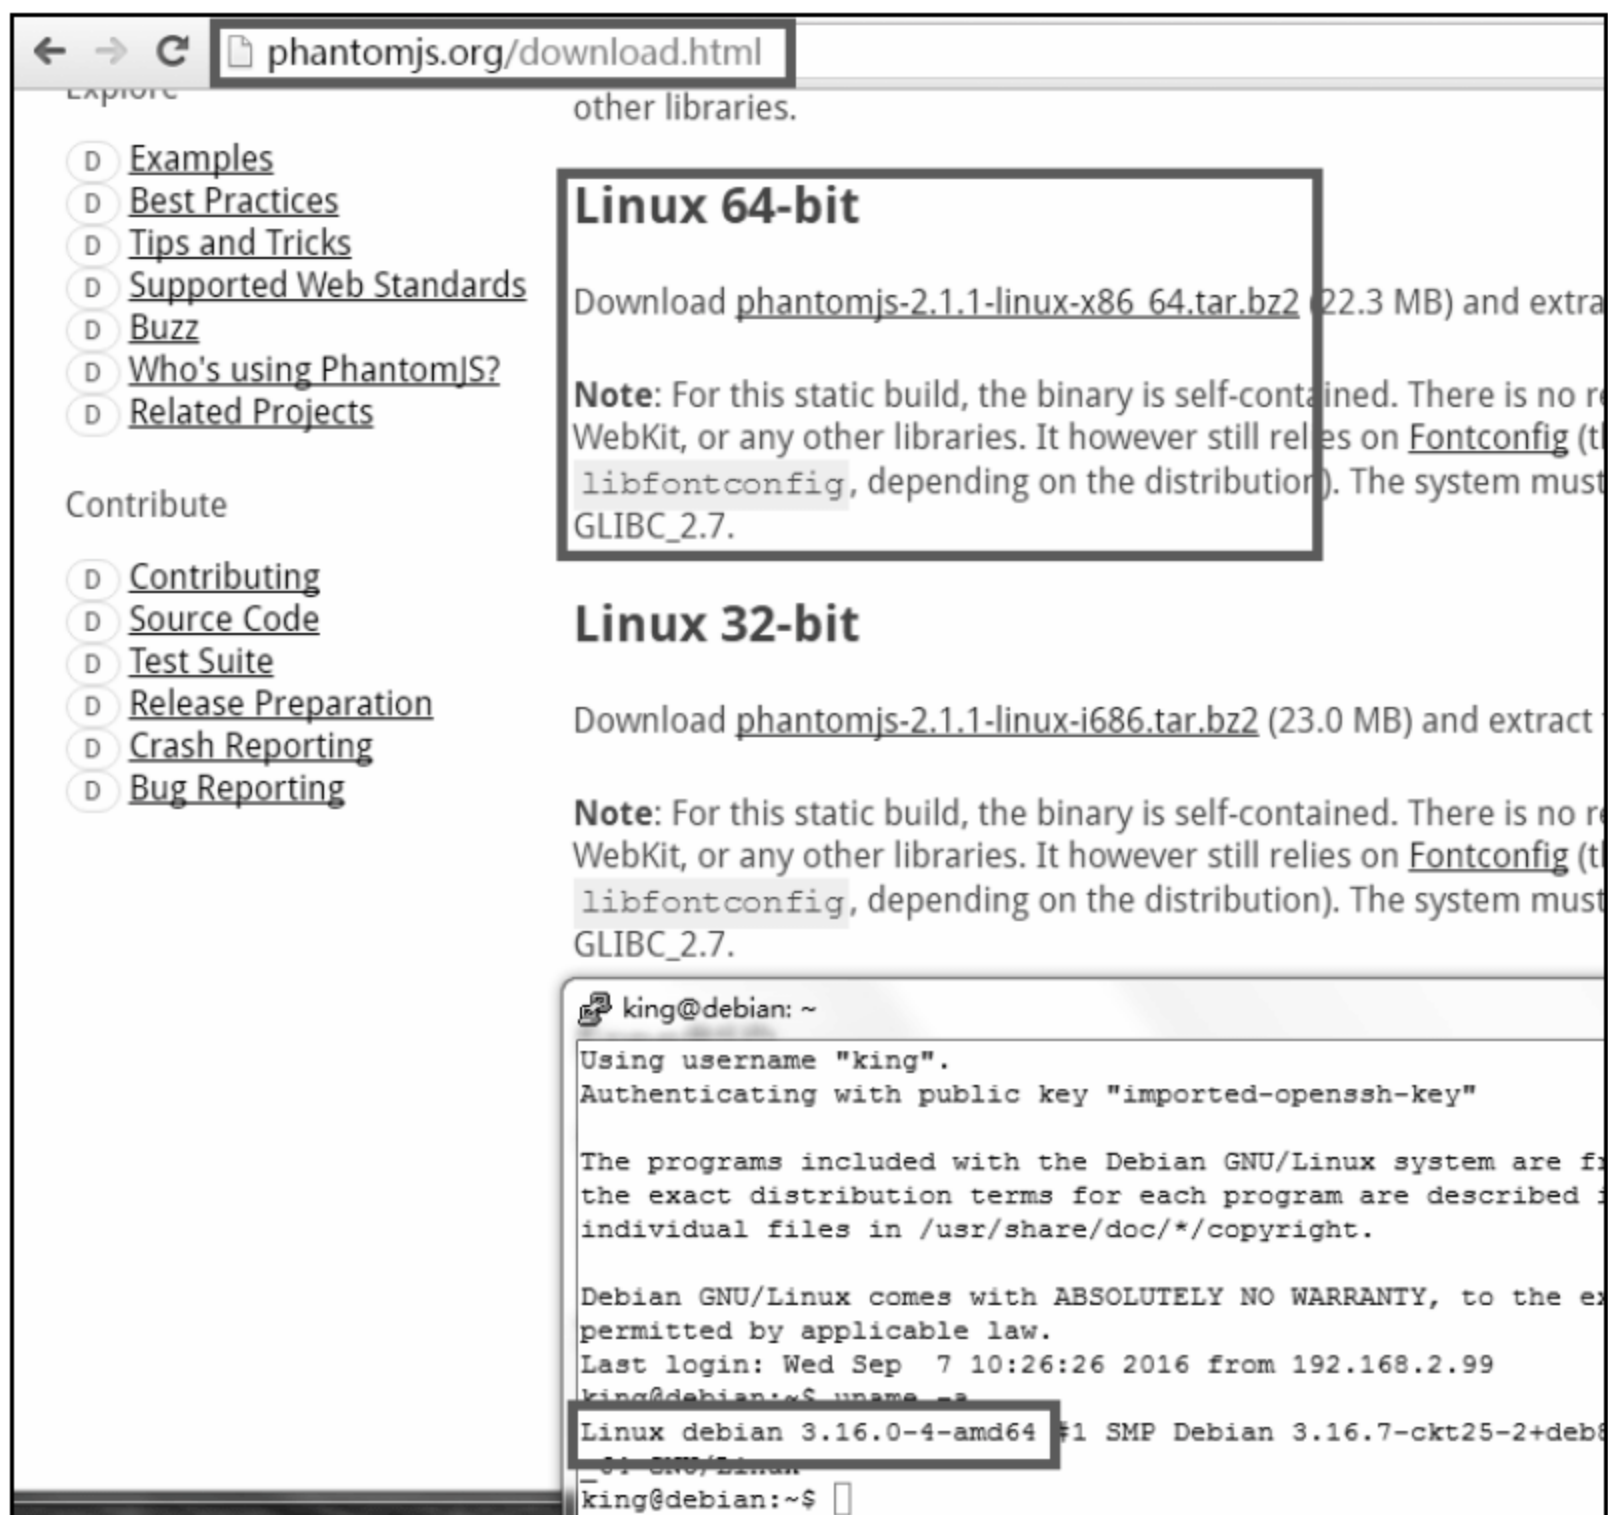 phantomjs.org/download.html
Explore
D Examples
D Best Practices
D Tips and Tricks
D Supported Web Standards
D Buzz
D Who's using PhantomJS?
D Related Projects
Contribute
D Contributing
D Source Code
D Test Suite
D Release Preparation
D Crash Reporting
D Bug Reporting
other libraries.
Linux 64-bit
Download phantomjs-2.1.1-linux-x86_64.tar.bz2 (22.3 MB) and extra
Note: For this static build, the binary is self-contained. There is no r
WebKit, or any other libraries. It however still relies on Fontconfig (t
libfontconfig, depending on the distribution). The system must
GLIBC_2.7.
Linux 32-bit
Download phantomjs-2.1.1-linux-i686.tar.bz2 (23.0 MB) and extract
Note: For this static build, the binary is self-contained. There is no r
WebKit, or any other libraries. It however still relies on Fontconfig (t
libfontconfig, depending on the distribution). The system must
GLIBC_2.7.
king@debian: ~
Using username "king".
Authenticating with public key "imported-openssh-key"
The programs included with the Debian GNU/Linux system are f
the exact distribution terms for each program are described
individual files in /usr/share/doc/*/copyright.
Debian GNU/Linux comes with ABSOLUTELY NO WARRANTY, to the e
permitted by applicable law.
Last login: Wed Sep  7 10:26:26 2016 from 192.168.2.99
king@debian:~$ uname -a
Linux debian 3.16.0-4-amd64 #1 SMP Debian 3.16.7-ckt25-2+deb8
_64 GNU/Linux
king@debian:~$